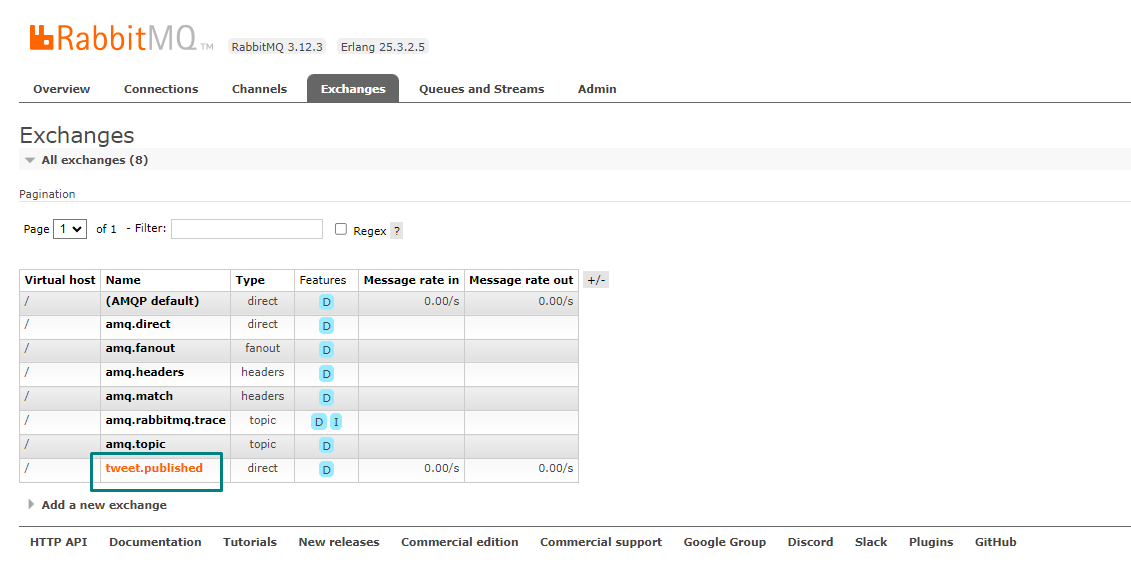 RabbitMQ TM RabbitMQ 3.12.3 Erlang 25.3.2.5
Overview Connections Channels Exchanges Queues and Streams Admin
Exchanges
All exchanges (8)
Pagination
Page 1 of 1 - Filter: Regex ?
Virtual host Name Type Features Message rate in Message rate out +/-
/ (AMQP default) direct D 0.00/s 0.00/s
/ amq.direct direct D
/ amq.fanout fanout D
/ amq.headers headers D
/ amq.match headers D
/ amq.rabbitmq.trace topic D I
/ amq.topic topic D
/ tweet.published direct D 0.00/s 0.00/s
Add a new exchange
HTTP API Documentation Tutorials New releases Commercial edition Commercial support Google Group Discord Slack Plugins GitHub